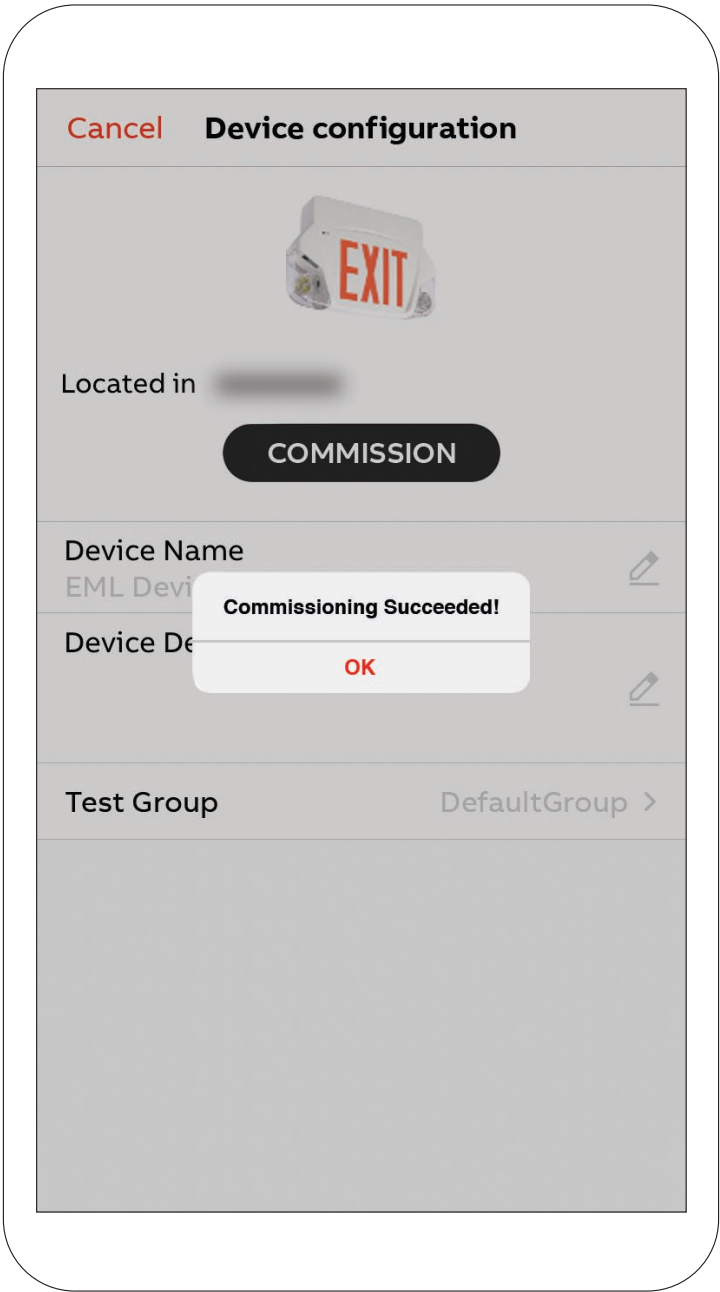 Cancel Device configuration
EXIT
Located in
COMMISSION
Device Name
EML Devi
Commissioning Succeeded!
Device De
OK
Test Group DefaultGroup >